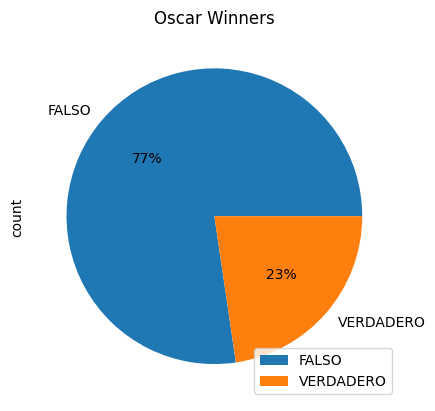 Oscar Winners
FALSO
77%
count
23%
VERDADERO
FALSO
VERDADERO